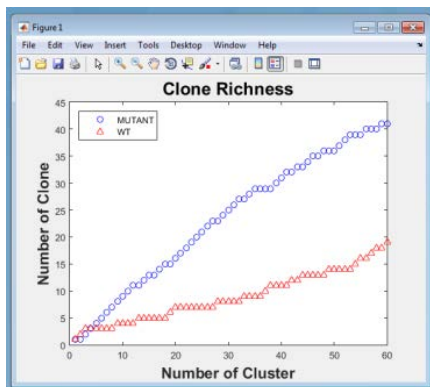 Figure 1
File Edit View Insert Tools Desktop Window Help
Clone Richness
MUTANT
WT
Number of Clone
45
40
35
30
25
20
15
10
5
0
0 10 20 30 40 50 60
Number of Cluster